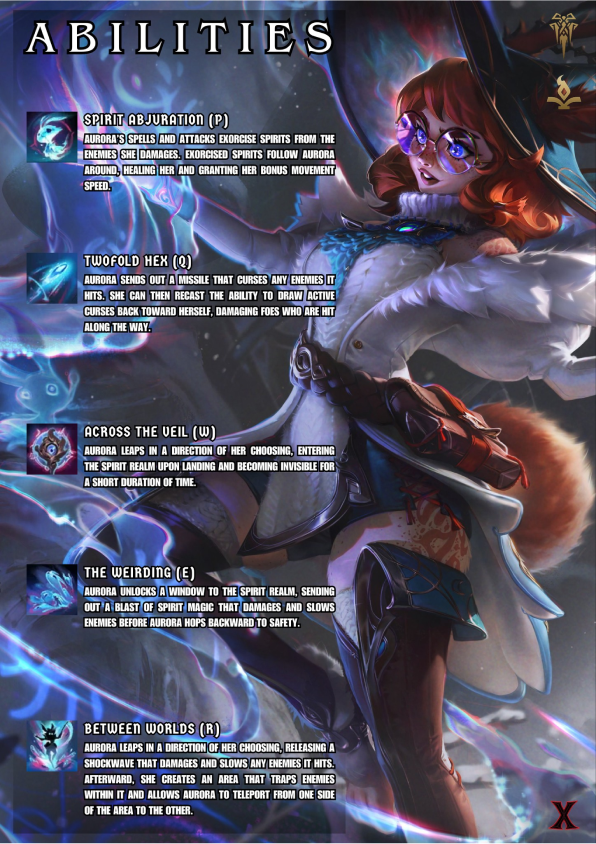 ABILITIES
SPIRIT ABJURATION (P)
AURORA'S SPELLS AND ATTACKS EXORCISE SPIRITS FROM THE
ENEMIES SHE DAMAGES. EXORCISED SPIRITS FOLLOW AURORA
AROUND, HEALING HER AND GRANTING HER BONUS MOVEMENT
SPEED.
TWOFOLD HEX (Q)
AURORA SENDS OUT A MISSILE THAT CURSES ANY ENEMIES IT
HITS. SHE CAN THEN RECAST THE ABILITY TO DRAW ACTIVE
CURSES BACK TOWARD HERSELF, DAMAGING FOES WHO ARE HIT
ALONG THE WAY.
ACROSS THE VEIL (W)
AURORA LEAPS IN A DIRECTION OF HER CHOOSING, ENTERING
THE SPIRIT REALM UPON LANDING AND BECOMING INVISIBLE FOR
A SHORT DURATION OF TIME.
THE WEIRDING (E)
AURORA UNLOCKS A WINDOW TO THE SPIRIT REALM, SENDING
OUT A BLAST OF SPIRIT MAGIC THAT DAMAGES AND SLOWS
ENEMIES BEFORE AURORA HOPS BACKWARD TO SAFETY.
BETWEEN WORLDS (R)
AURORA LEAPS IN A DIRECTION OF HER CHOOSING, RELEASING A
SHOCKWAVE THAT DAMAGES AND SLOWS ANY ENEMIES IT HITS.
AFTERWARD, SHE CREATES AN AREA THAT TRAPS ENEMIES
WITHIN IT AND ALLOWS AURORA TO TELEPORT FROM ONE SIDE
OF THE AREA TO THE OTHER.
X